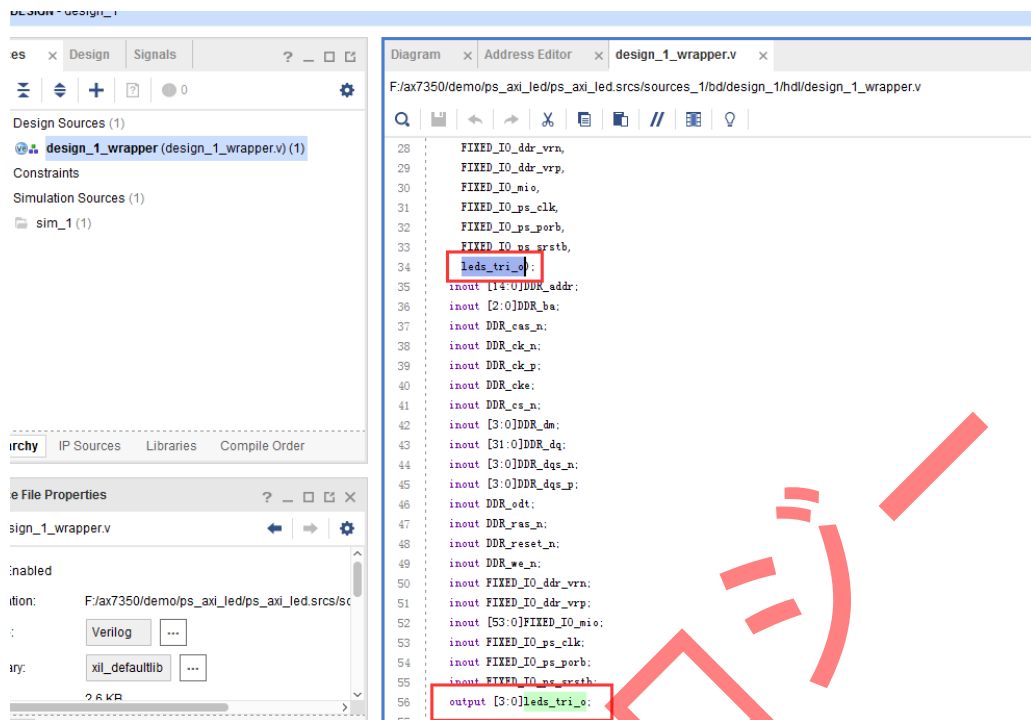 DESIGN - design_1
es × Design Signals ? _
0
Design Sources (1)
design_1_wrapper (design_1_wrapper.v) (1)
Constraints
Simulation Sources (1)
sim_1 (1)
rchy IP Sources Libraries Compile Order
e File Properties ? _ ×
sign_1_wrapper.v
Enabled
tion: F:/ax7350/demo/ps_axi_led/ps_axi_led.srcs/sc
: Verilog ...
ary: xil_defaultlib ...
2.6 KB
Diagram × Address Editor × design_1_wrapper.v ×
F:/ax7350/demo/ps_axi_led/ps_axi_led.srcs/sources_1/bd/design_1/hdl/design_1_wrapper.v
28 FIXED_IO_ddr_vrn,
29 FIXED_IO_ddr_vrp,
30 FIXED_IO_mio,
31 FIXED_IO_ps_clk,
32 FIXED_IO_ps_porb,
33 FIXED_IO_ps_srstb,
34 leds_tri_o);
35 inout [14:0]DDR_addr;
36 inout [2:0]DDR_ba;
37 inout DDR_cas_n;
38 inout DDR_ck_n;
39 inout DDR_ck_p;
40 inout DDR_cke;
41 inout DDR_cs_n;
42 inout [3:0]DDR_dm;
43 inout [31:0]DDR_dq;
44 inout [3:0]DDR_dqs_n;
45 inout [3:0]DDR_dqs_p;
46 inout DDR_odt;
47 inout DDR_ras_n;
48 inout DDR_reset_n;
49 inout DDR_we_n;
50 inout FIXED_IO_ddr_vrn;
51 inout FIXED_IO_ddr_vrp;
52 inout [53:0]FIXED_IO_mio;
53 inout FIXED_IO_ps_clk;
54 inout FIXED_IO_ps_porb;
55 inout FIXED_IO_ps_srstb;
56 output [3:0]leds_tri_o;